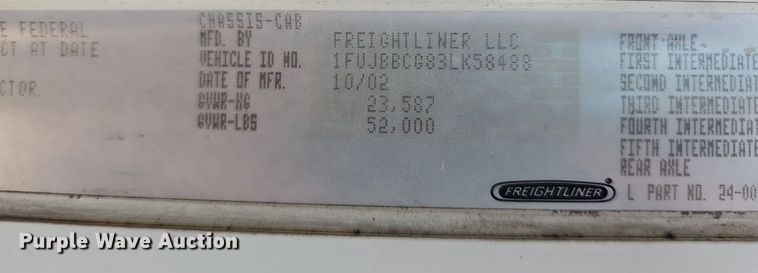 E FEDERAL
CT AT DATE
CTOR.
CHASSIS-CAB
MFD. BY FREIGHTLINER LLC
VEHICLE ID NO. 1FUJBBCG83LK58488
DATE OF MFR. 10/02
GVWR-KG 23,587
GVWR-LBS 52,000
FRONT AXLE
FIRST INTERMEDIATE
SECOND INTERMEDIATE
THIRD INTERMEDIAT
FOURTH INTERMEDIAT
FIFTH INTERMEDIATE
REAR AXLE
FREIGHTLINER
L PART NO. 24-00
Purple Wave Auction